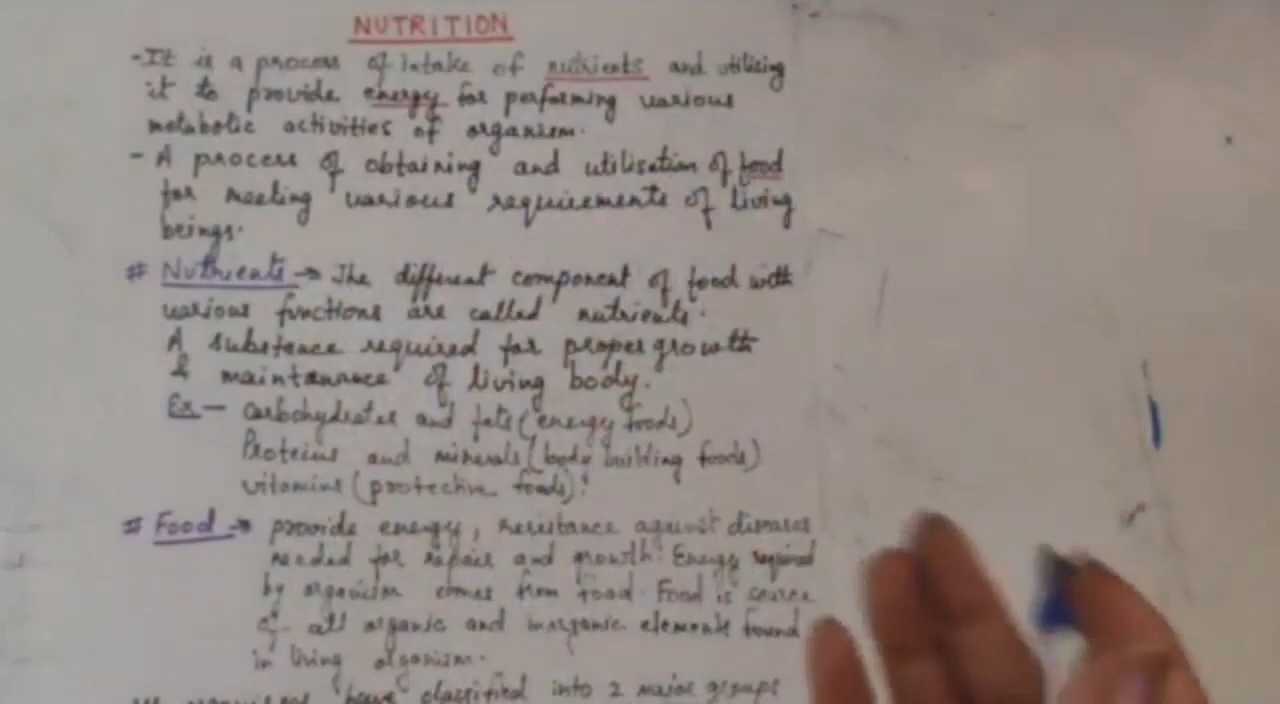 NUTRITION
-It is a process of intake of nutrients and utilising
it to provide energy for performing various
metabolic activities of organism.
- A process of obtaining and utilisation of food
for meeting various requirements of living
beings.
# Nutrients → The different component of food with
various functions are called nutrients.
A substance required for proper growth
& maintanance of living body.
Ex — Carbohydrates and fats (energy foods)
Proteins and minerals (body building foods)
vitamins (protective foods).
# Food → provide energy, resistance against diseases
needed for repair and growth. Energy required
by organism comes from food. Food is source
of all organic and inorganic elements found
in living organism.
organisms have classified into 2 major groups